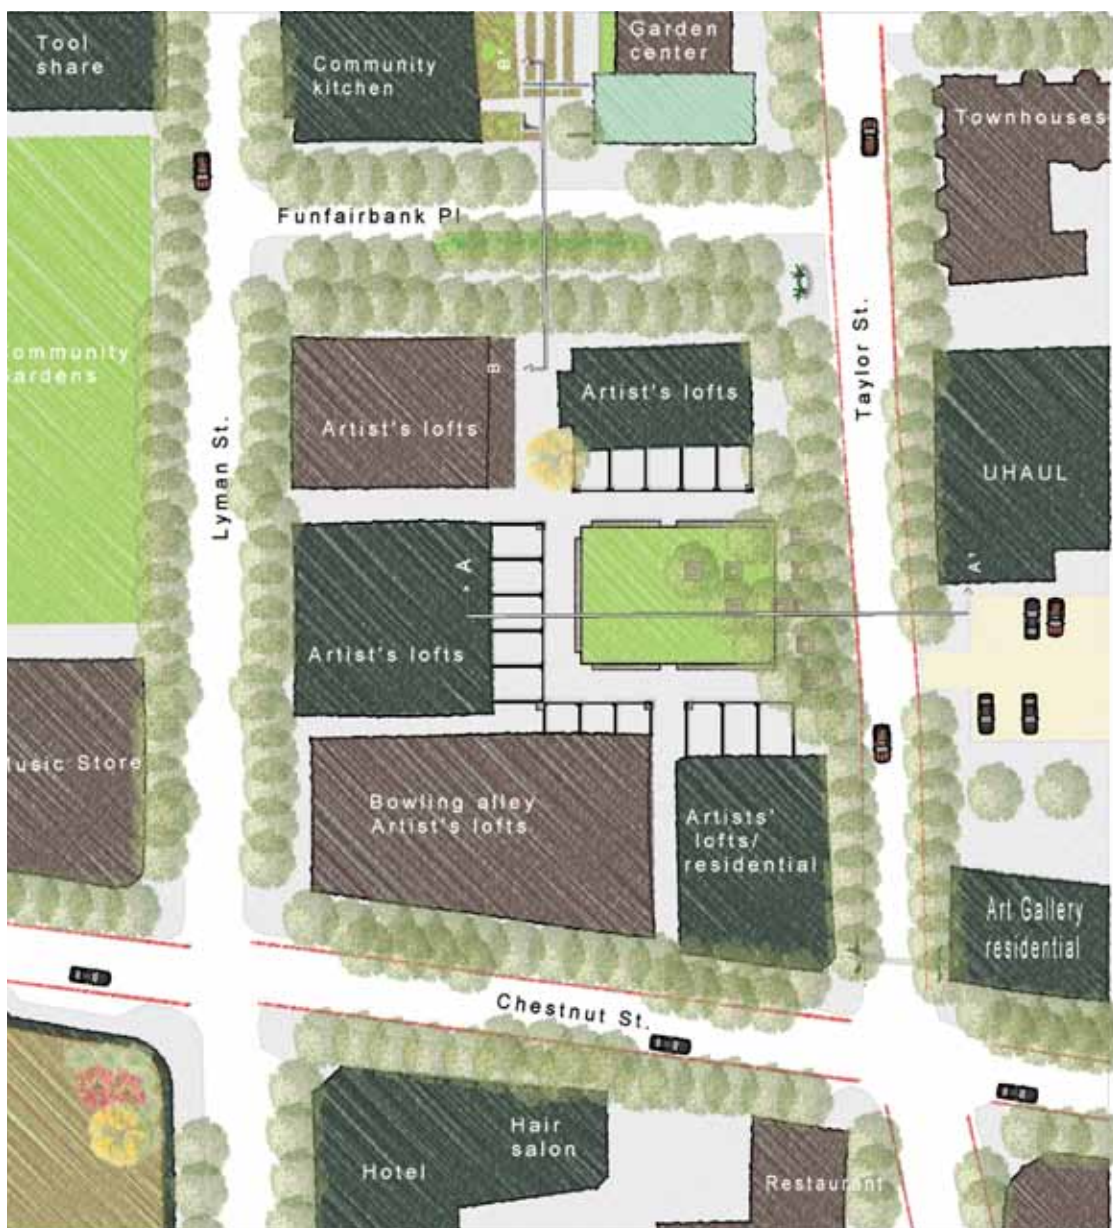 Tool
share
Community
kitchen
B'
Garden
center
Townhouses
Funfairbank Pl
ommunity
ardens
Lyman St.
Artist's lofts
B
Artist's lofts
Taylor St.
UHAUL
A
A'
Artist's lofts
usic Store
Bowling alley
Artist's lofts
Artists'
lofts/
residential
Art Gallery
residential
Chestnut St.
Hair
salon
Hotel
Restaurant